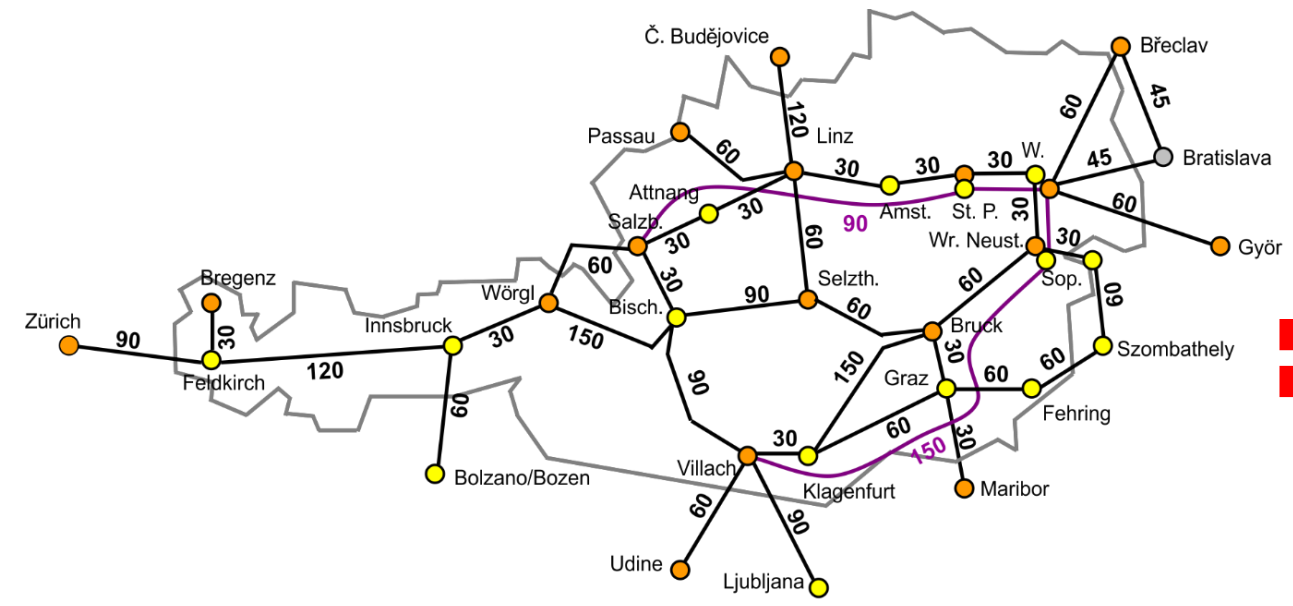 Č. Budějovice
Břeclav
120
60
45
Passau
60
Linz
30
30
30
W.
45
Bratislava
Attnang
30
Amst.
St. P.
30
60
Salzb.
30
90
60
Wr. Neust.
30
Györ
60
30
Sop.
60
Bregenz
Wörgl
Bisch.
90
Selzth.
60
60
Zürich
90
30
Innsbruck
30
150
Bruck
30
Szombathely
Feldkirch
120
90
150
Graz
60
60
Fehring
60
30
60
30
150
Villach
Klagenfurt
Maribor
Bolzano/Bozen
60
90
Udine
Ljubljana